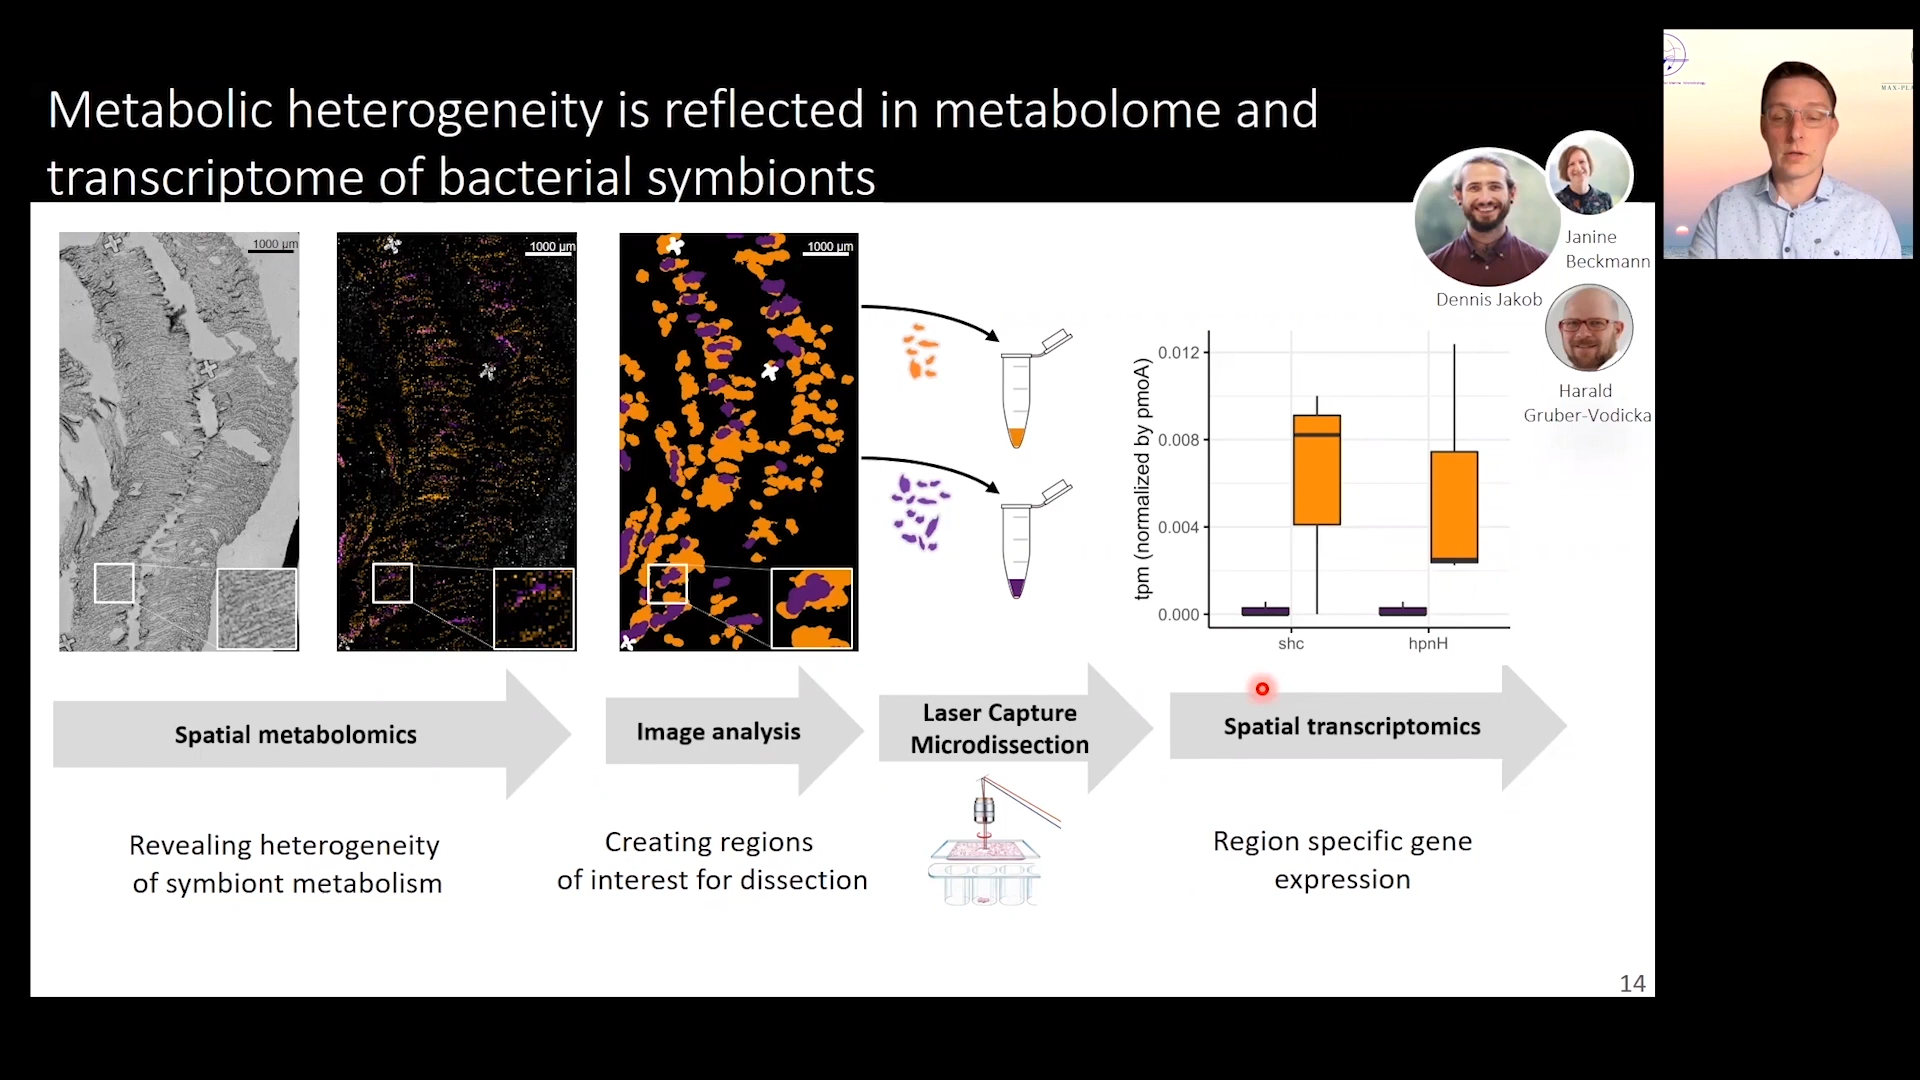 Metabolic heterogeneity is reflected in metabolome and
transcriptome of bacterial symbionts
MAX-PLA
Janine
Beckmann
Dennis Jakob
Harald
Gruber-Vodicka
1000 µm
1000 µm
1000 µm
tpm (normalized by pmoA)
0.012
0.008
0.004
0.000
shc
hpnH
Spatial metabolomics
Image analysis
Laser Capture
Microdissection
Spatial transcriptomics
Revealing heterogeneity
of symbiont metabolism
Creating regions
of interest for dissection
Region specific gene
expression
14